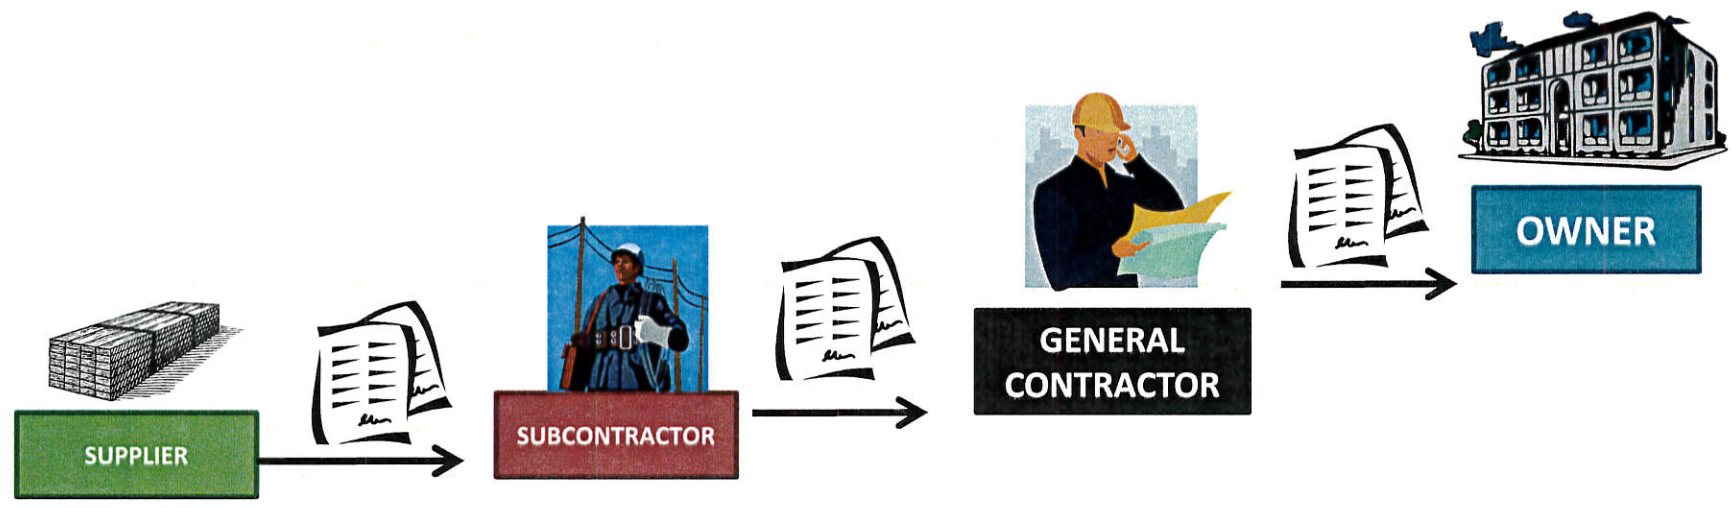 SUPPLIER
SUBCONTRACTOR
GENERAL
CONTRACTOR
OWNER